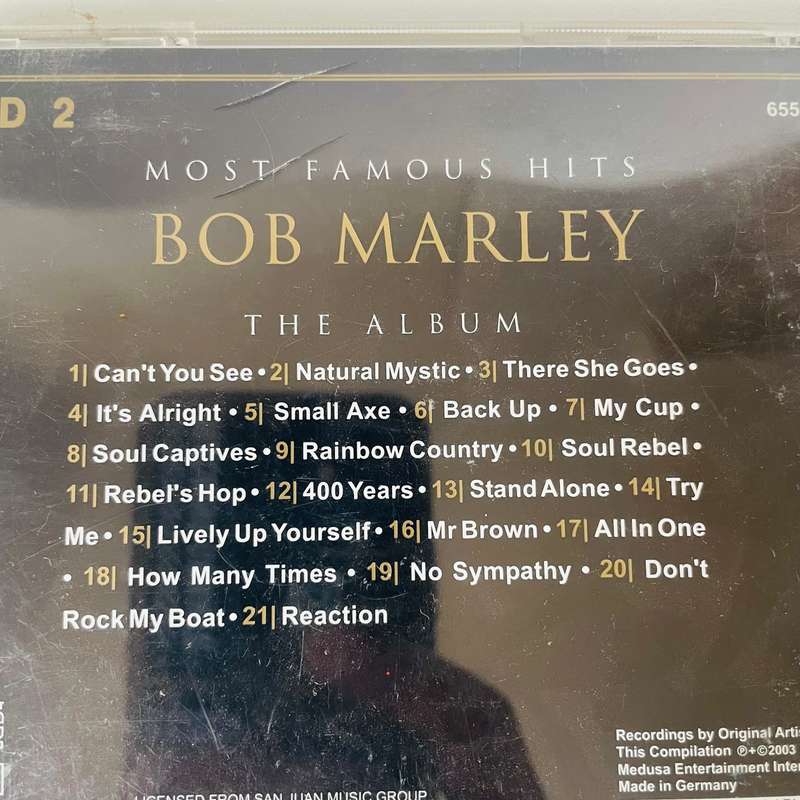 D 2
655
MOST FAMOUS HITS
BOB MARLEY
THE ALBUM
1| Can't You See • 2| Natural Mystic • 3| There She Goes •
4| It's Alright • 5| Small Axe • 6| Back Up • 7| My Cup •
8| Soul Captives • 9| Rainbow Country • 10| Soul Rebel •
11| Rebel's Hop • 12| 400 Years • 13| Stand Alone • 14| Try
Me • 15| Lively Up Yourself • 16| Mr Brown • 17| All In One
• 18| How Many Times • 19| No Sympathy • 20| Don't
Rock My Boat • 21| Reaction
Recordings by Original Artis
This Compilation ℗+©2003
Medusa Entertainment Inter
Made in Germany
LICENSED FROM SAN JUAN MUSIC GROUP